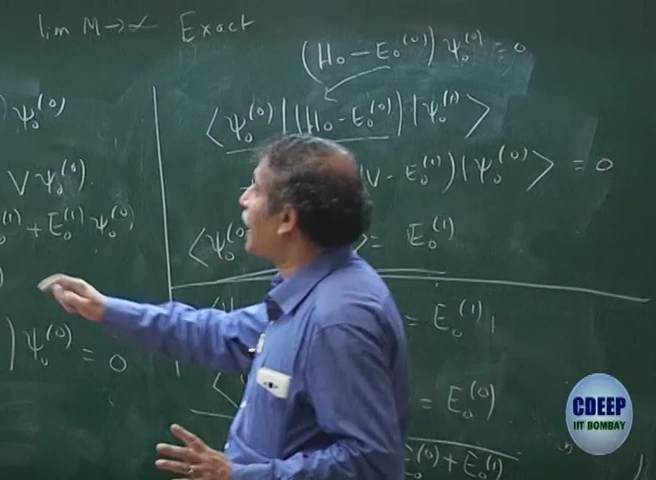 lim M → ∝ Exact
(H₀ − E₀⁽⁰⁾) ψ₀⁽⁰⁾ = 0
) ψ₀⁽⁰⁾
⟨ψ₀⁽⁰⁾ | (H₀ − E₀⁽⁰⁾) | ψ₀⁽¹⁾⟩
V ψ₀⁽⁰⁾
V − E₀⁽¹⁾) | ψ₀⁽⁰⁾⟩ = 0
⁽¹⁾ + E₀⁽¹⁾ ψ₀⁽⁰⁾
⟨ψ₀ ⟩ = E₀⁽¹⁾
= E₀⁽¹⁾
) ψ₀⁽⁰⁾ = 0
= E₀⁽⁰⁾
E₀⁽⁰⁾ + E₀⁽¹⁾
CDEEP
IIT BOMBAY